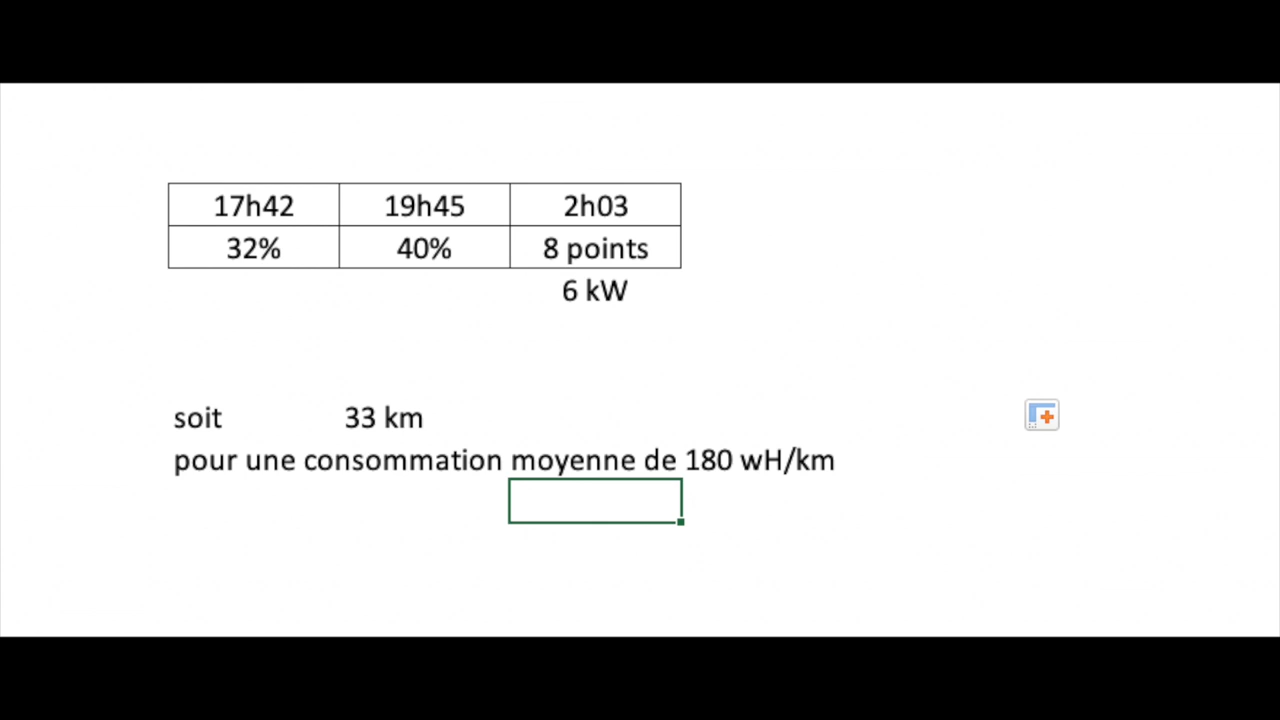 17h42 19h45 2h03
32% 40% 8 points
6 kW
soit 33 km
pour une consommation moyenne de 180 wH/km